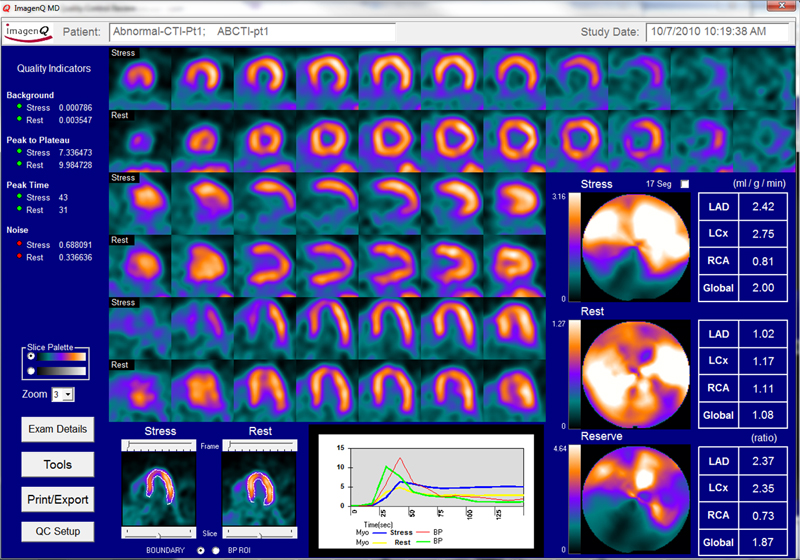 ImagenQ MD
imagenQ
Patient: Abnormal-CTI-Pt1; ABCTI-pt1
Study Date: 10/7/2010 10:19:38 AM
Quality Indicators
Background
Stress 0.000786
Rest 0.003547
Peak to Plateau
Stress 7.336473
Rest 9.984728
Peak Time
Stress 43
Rest 31
Noise
Stress 0.688091
Rest 0.336636
Slice Palette
Zoom 3
Exam Details
Tools
Print/Export
QC Setup
Stress
Rest
Stress
Rest
Stress
Rest
Stress 17 Seg (ml / g / min)
3.16
0
LAD 2.42
LCx 2.75
RCA 0.81
Global 2.00
Rest
1.27
0
LAD 1.02
LCx 1.17
RCA 1.11
Global 1.08
Reserve (ratio)
4.64
0
LAD 2.37
LCx 2.35
RCA 0.73
Global 1.87
Stress Rest
Frame
Slice
BOUNDARY BP ROI
15
10
5
0
0 25 50 75 100 125
Time(sec)
Myo Stress BP
Myo Rest BP